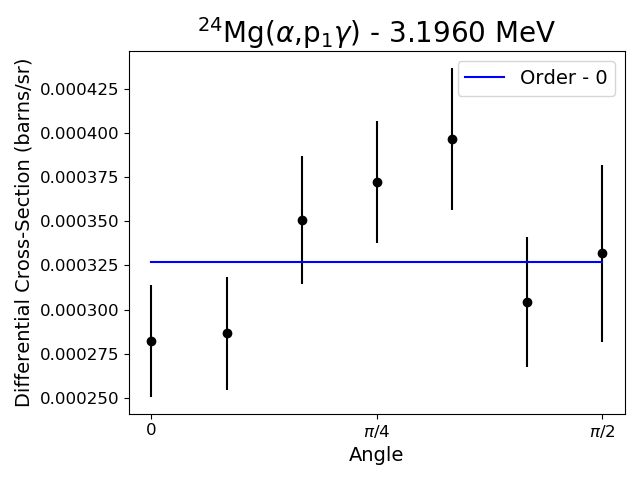 ²⁴Mg(α,p₁γ) - 3.1960 MeV
Order - 0
Differential Cross-Section (barns/sr)
0.000425
0.000400
0.000375
0.000350
0.000325
0.000300
0.000275
0.000250
0 π/4 π/2
Angle